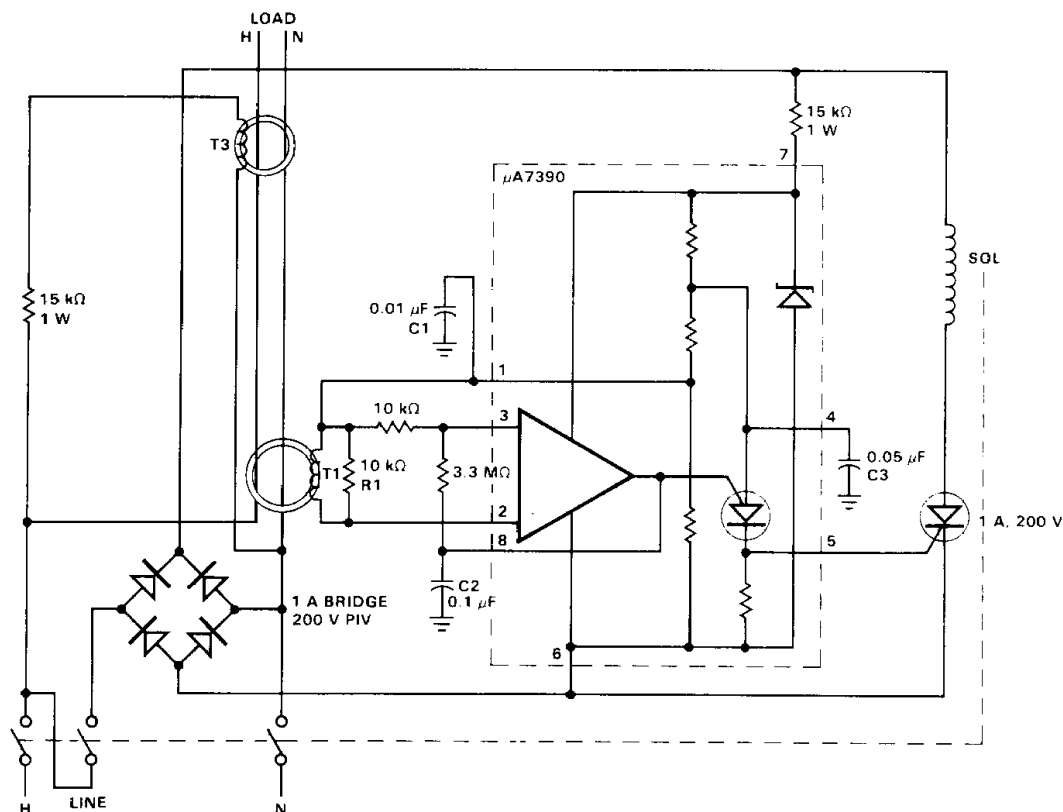 LOAD
H N
T3
15 kΩ
1 W
7
μA7390
15 kΩ
1 W
SOL
0.01 μF
C1
1
10 kΩ
3
4
T1
10 kΩ
R1
3.3 MΩ
0.05 μF
C3
2
8
5
1 A, 200 V
C2
0.1 μF
1 A BRIDGE
200 V PIV
6
H
LINE
N